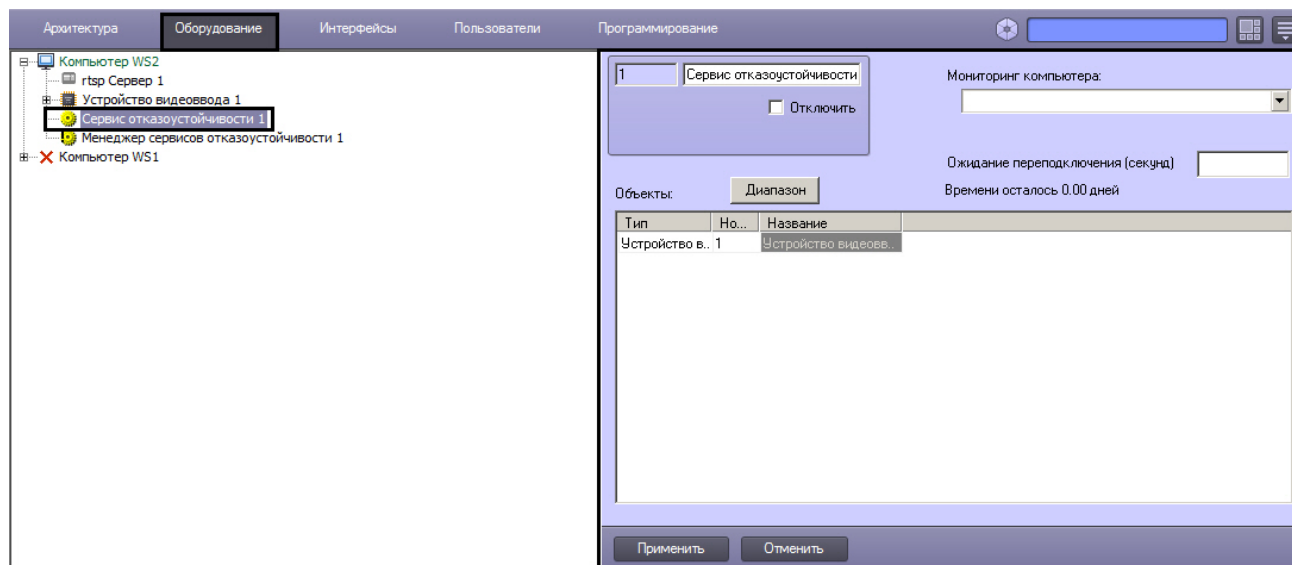 Архитектура Оборудование Интерфейсы Пользователи Программирование
Компьютер WS2
rtsp Сервер 1
Устройство видеоввода 1
Сервис отказоустойчивости 1
Менеджер сервисов отказоустойчивости 1
Компьютер WS1
1 Сервис отказоустойчивости
Отключить
Мониторинг компьютера:
Ожидание переподключения (секунд)
Объекты: Диапазон Времени осталось 0.00 дней
Тип Но... Название
Устройство в.. 1 Устройство видеовв..
Применить Отменить